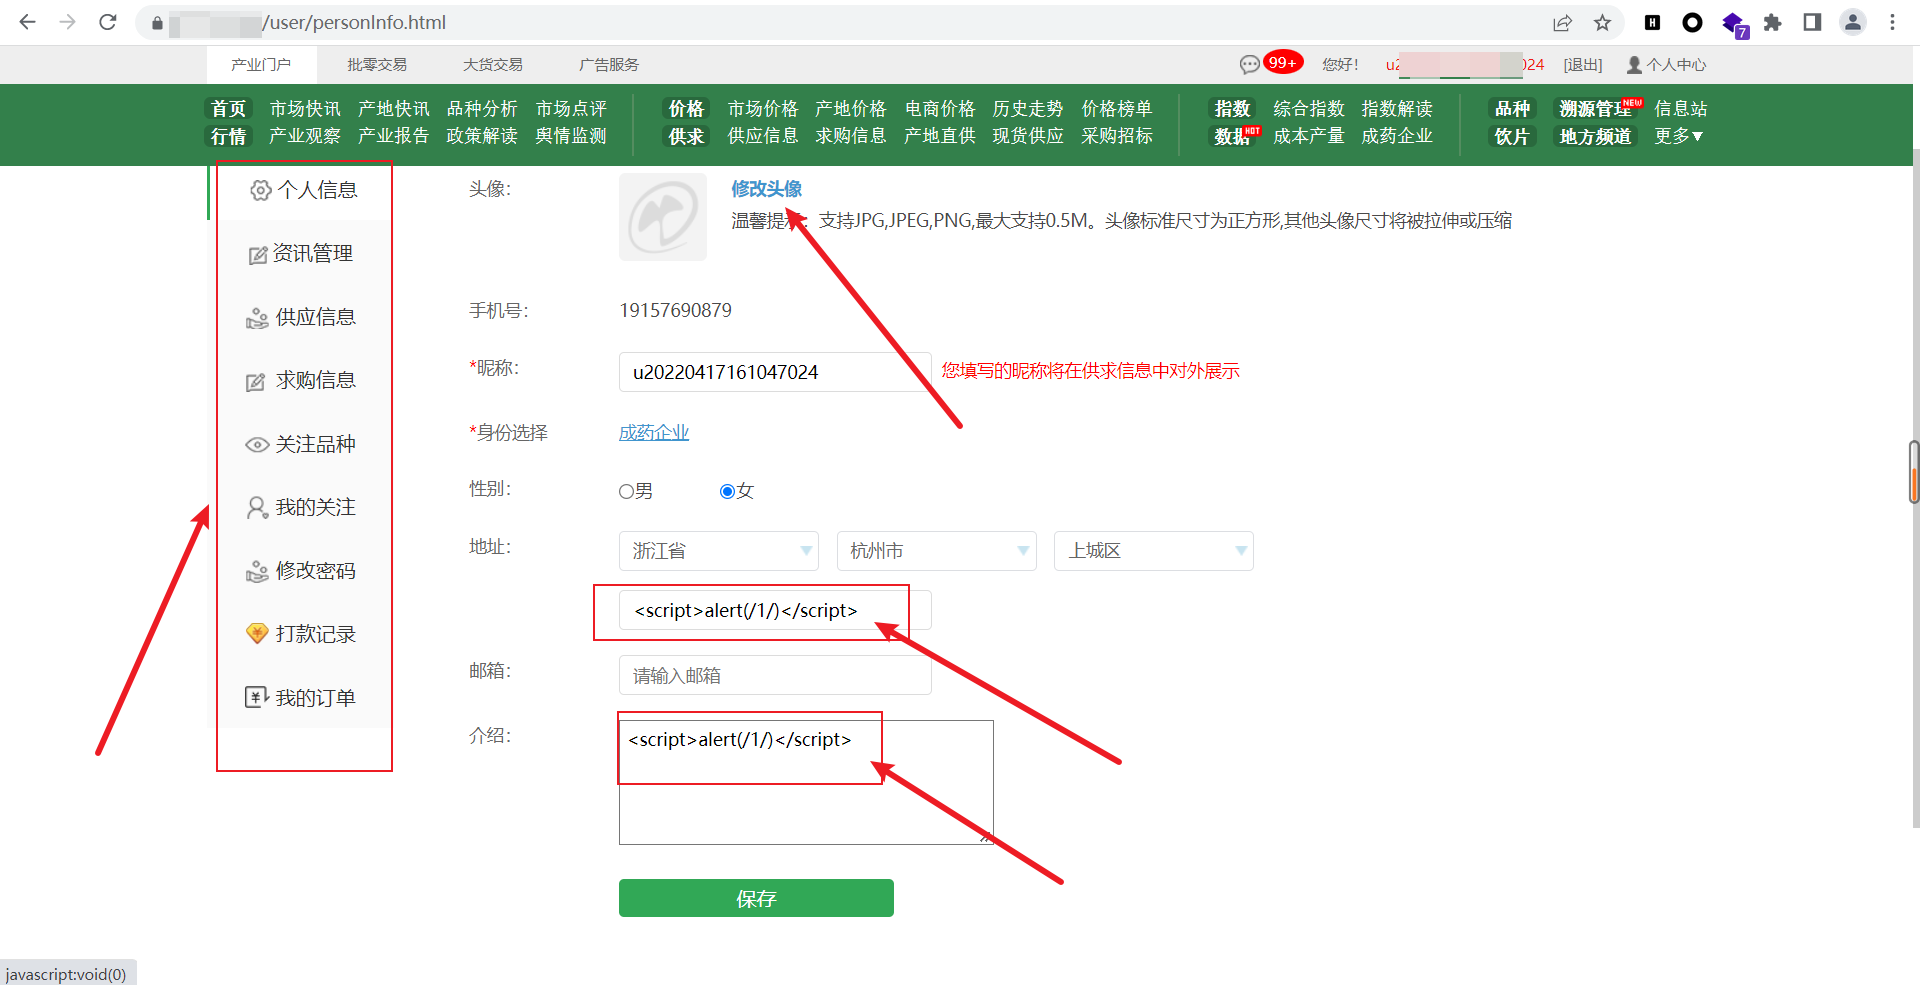 /user/personInfo.html
7
产业门户 批零交易 大货交易 广告服务 99+ 您好！ u2 024 [退出] 个人中心
首页 市场快讯 产地快讯 品种分析 市场点评 价格 市场价格 产地价格 电商价格 历史走势 价格榜单 指数 综合指数 指数解读 品种 溯源管理 NEW 信息站
行情 产业观察 产业报告 政策解读 舆情监测 供求 供应信息 求购信息 产地直供 现货供应 采购招标 数据 HOT 成本产量 成药企业 饮片 地方频道 更多▼
个人信息
资讯管理
供应信息
求购信息
关注品种
我的关注
修改密码
打款记录
我的订单
头像： 修改头像
温馨提示：支持JPG,JPEG,PNG,最大支持0.5M。头像标准尺寸为正方形,其他头像尺寸将被拉伸或压缩
手机号： 19157690879
*昵称： u20220417161047024 您填写的昵称将在供求信息中对外展示
*身份选择 成药企业
性别： 男 女
地址： 浙江省 杭州市 上城区
<script>alert(/1/)</script>
邮箱： 请输入邮箱
介绍： <script>alert(/1/)</script>
保存
javascript:void(0)